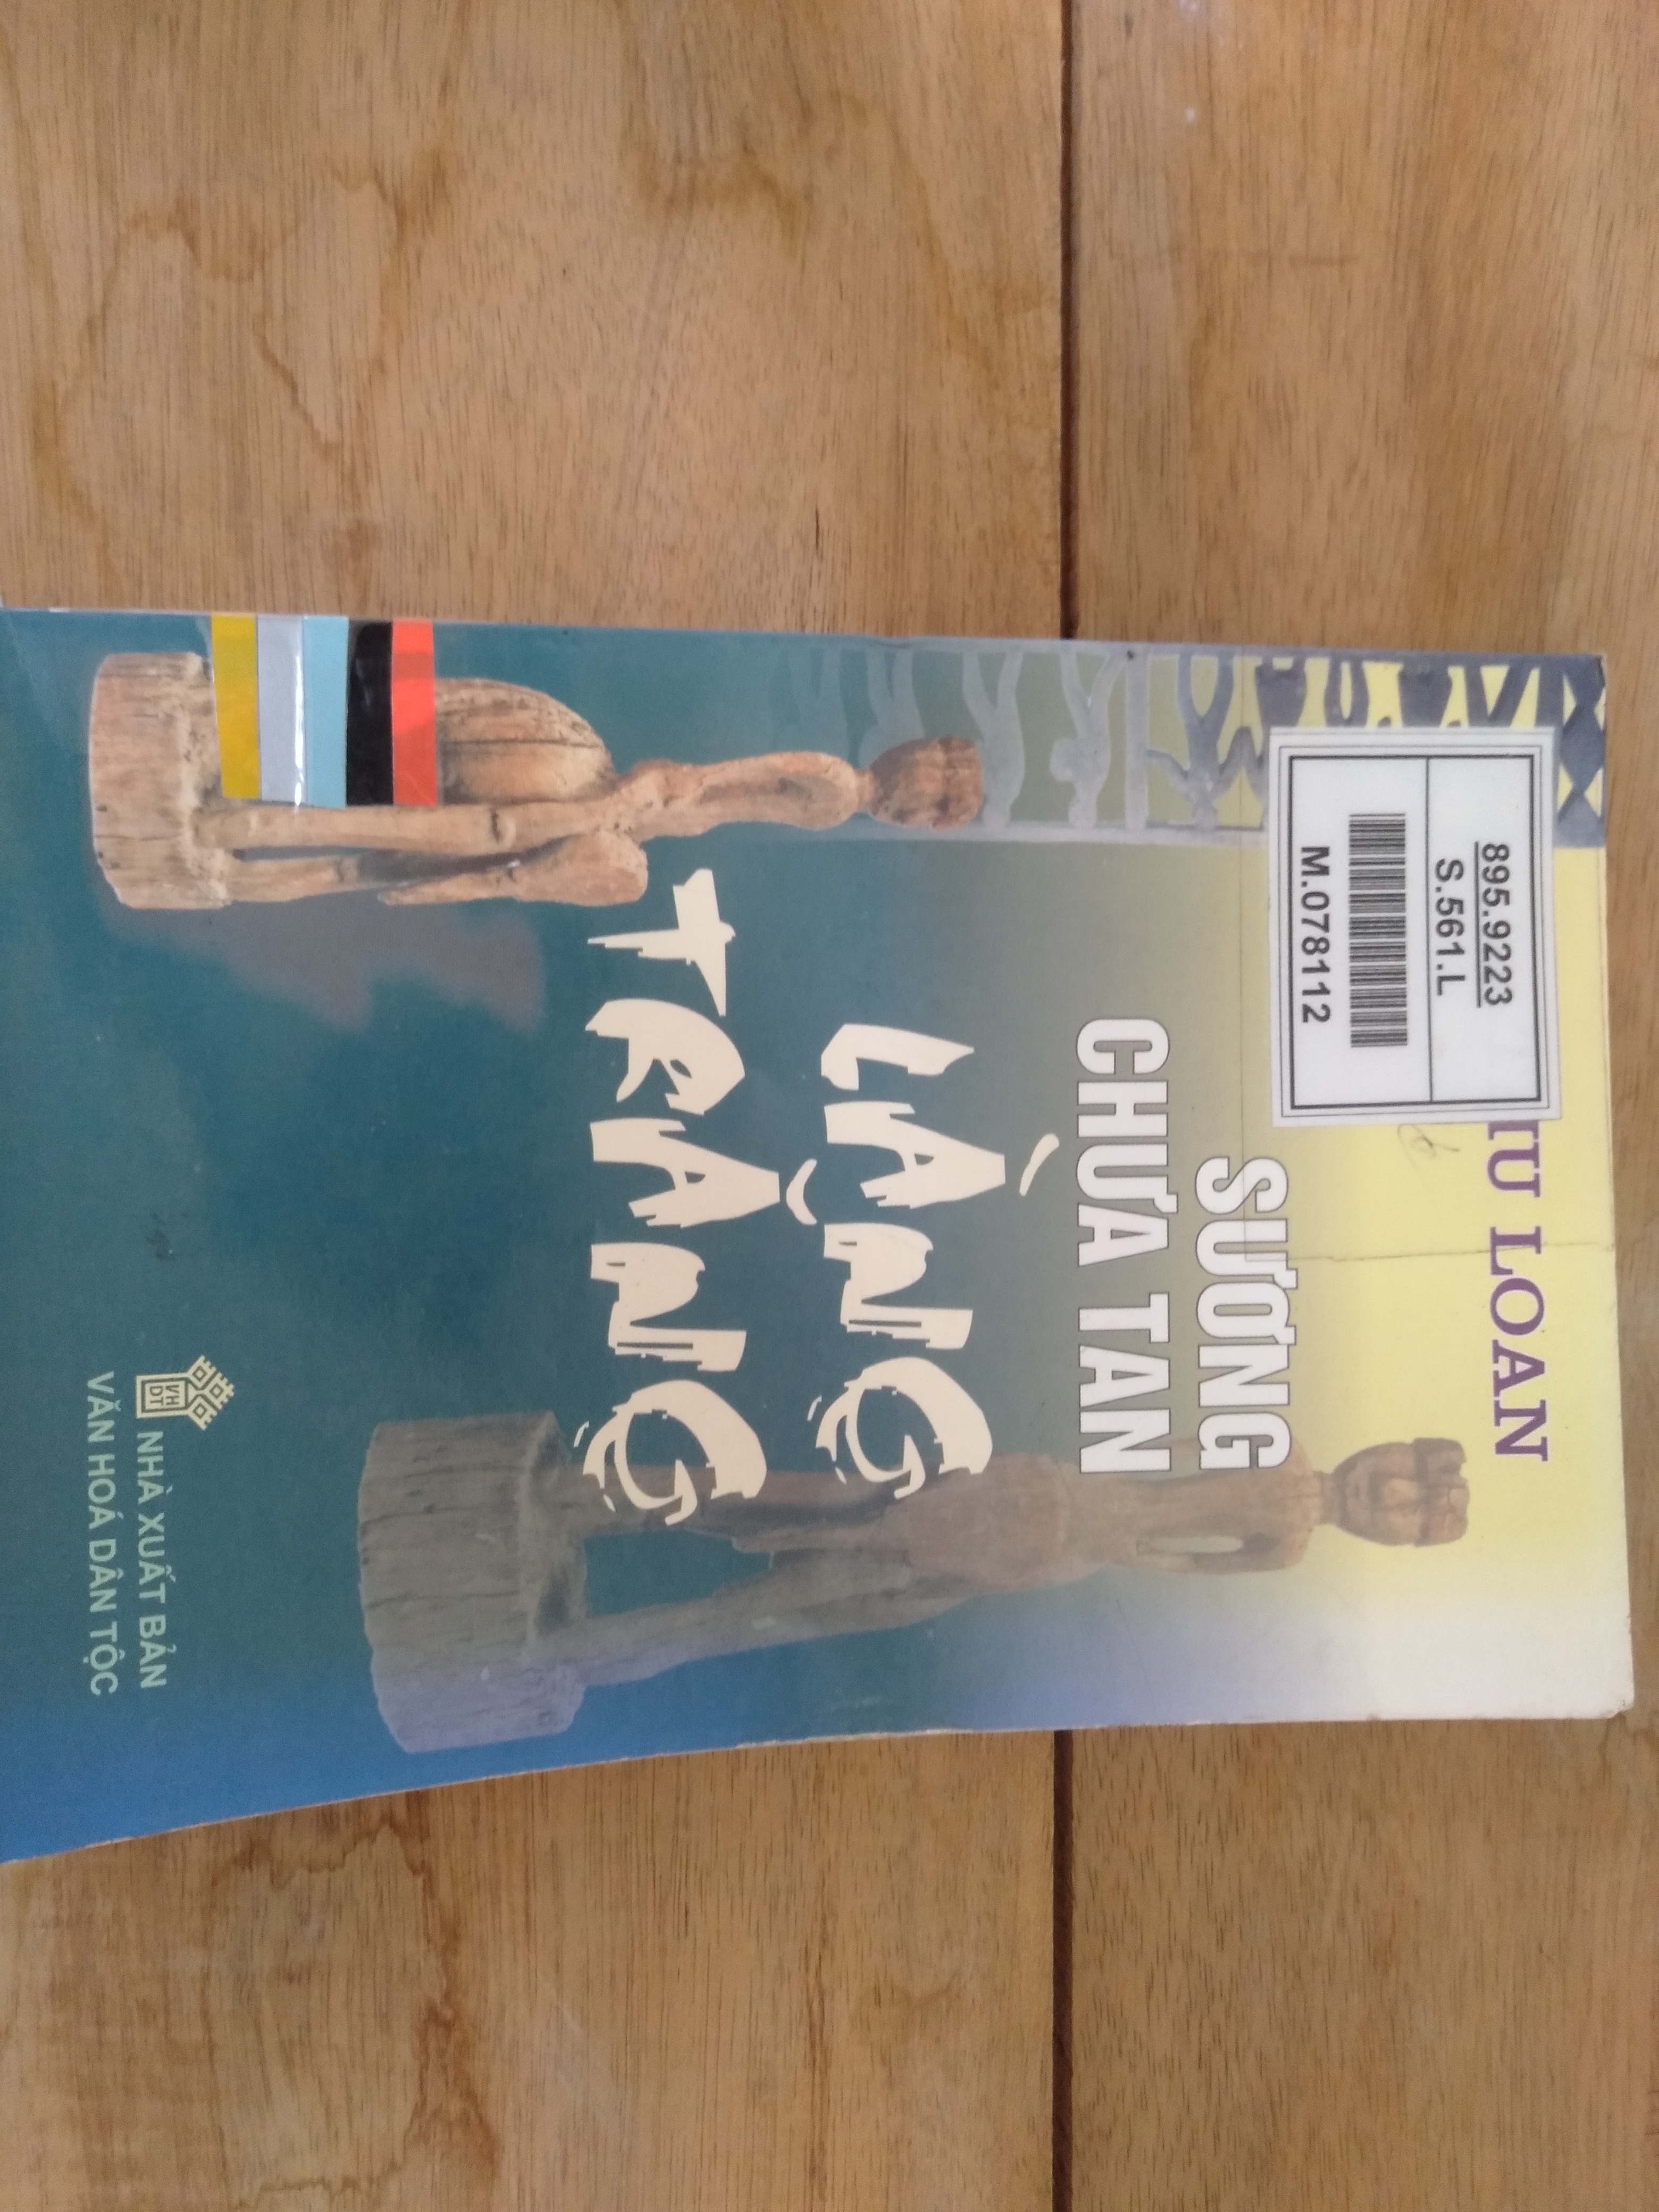 895.9223
S.561.L
M.078112
LOAN
SƯƠNG
CHƯA TAN
LÀNG
TRĂNG
VH
DT
NHÀ XUẤT BẢN
VĂN HOÁ DÂN TỘC